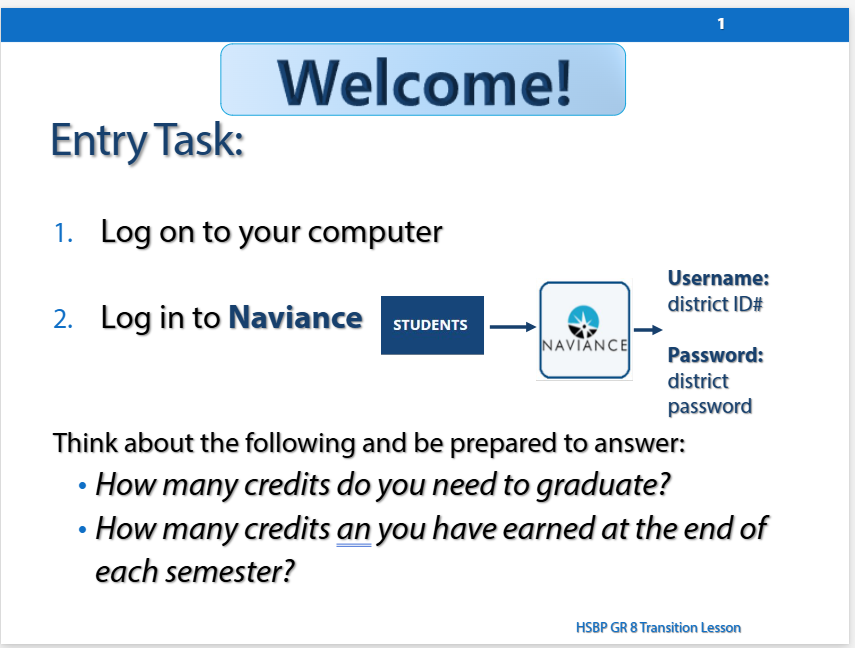 1
Welcome!
Entry Task:
1. Log on to your computer
2. Log in to Naviance
STUDENTS
NAVIANCE
Username:
district ID#
Password:
district
password
Think about the following and be prepared to answer:
• How many credits do you need to graduate?
• How many credits an you have earned at the end of
each semester?
HSBP GR 8 Transition Lesson